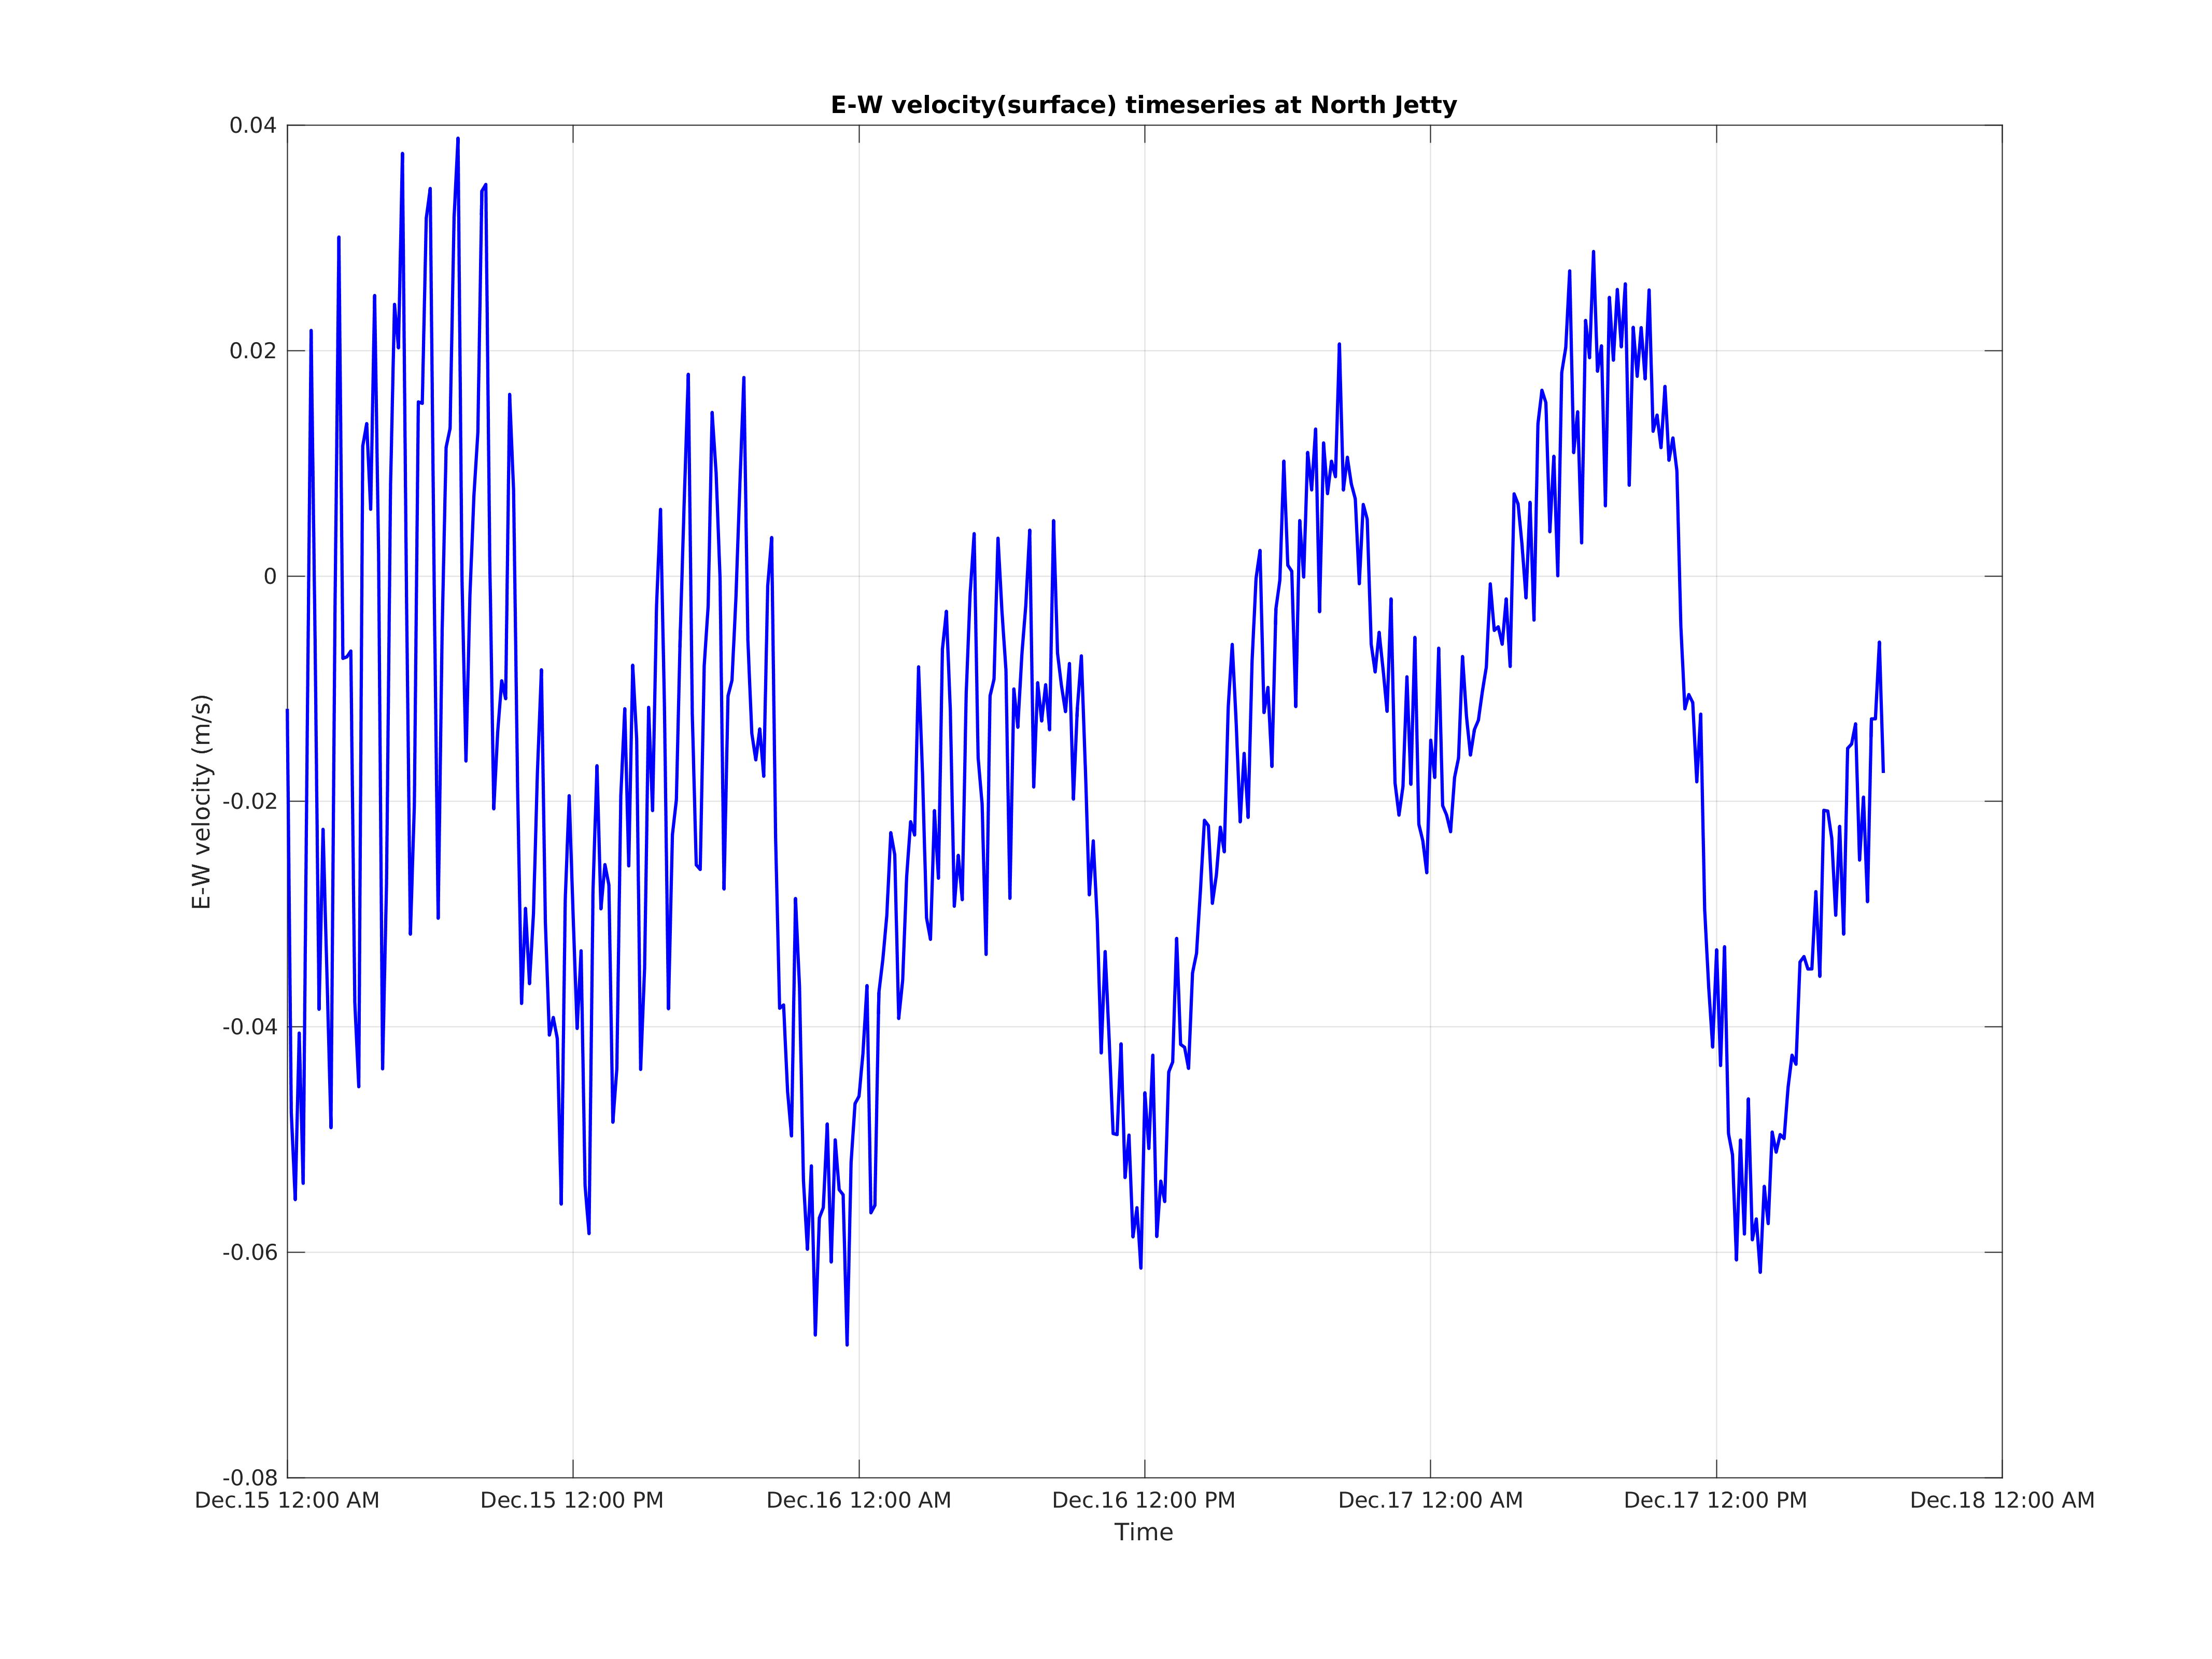 E-W velocity(surface) timeseries at North Jetty
0.04
0.02
0
-0.02
-0.04
-0.06
-0.08
E-W velocity (m/s)
Dec.15 12:00 AM Dec.15 12:00 PM Dec.16 12:00 AM Dec.16 12:00 PM Dec.17 12:00 AM Dec.17 12:00 PM Dec.18 12:00 AM
Time